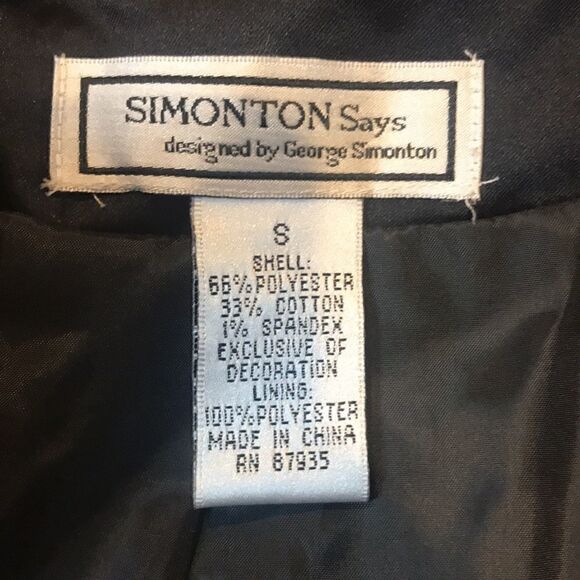 SIMONTON Says
designed by George Simonton
S
SHELL:
66%POLYESTER
33% COTTON
1% SPANDEX
EXCLUSIVE OF
DECORATION
LINING:
100%POLYESTER
MADE IN CHINA
RN 87935